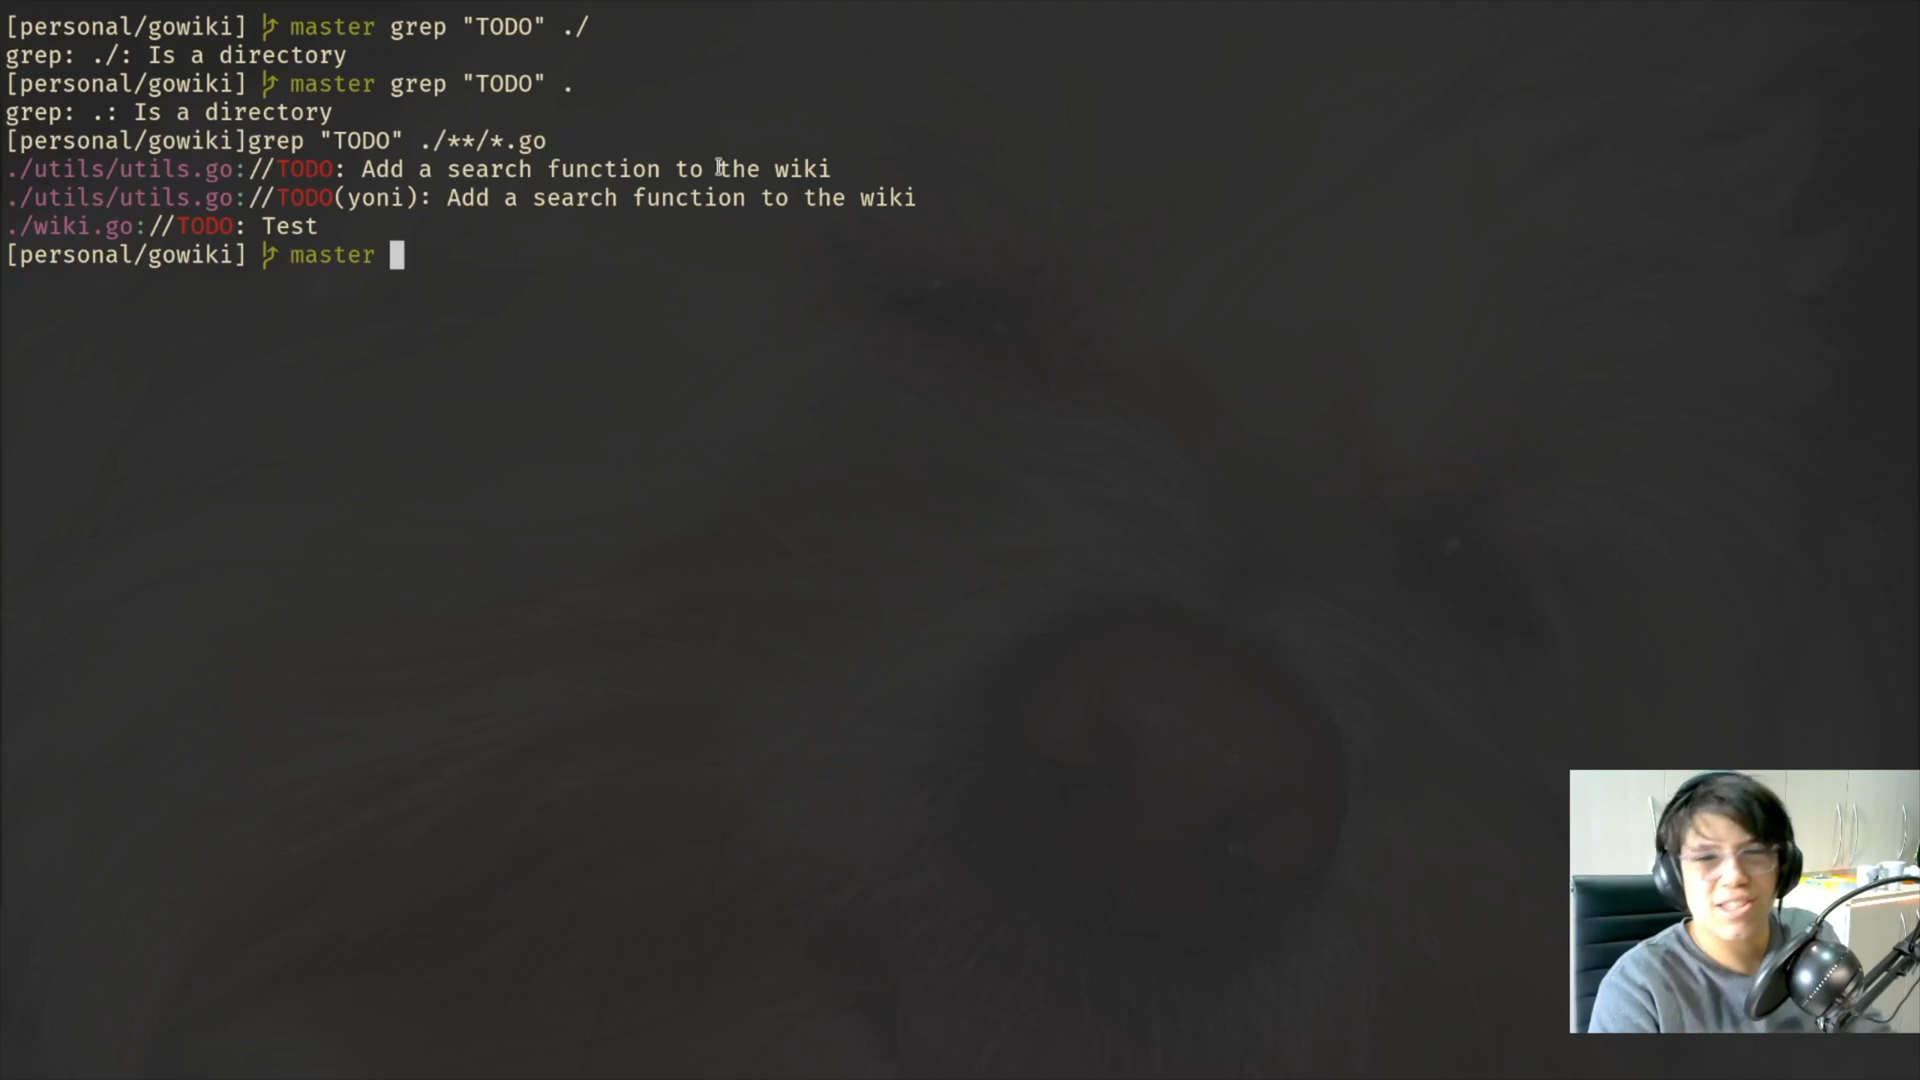 [personal/gowiki] master grep "TODO" ./
grep: ./: Is a directory
[personal/gowiki] master grep "TODO" .
grep: .: Is a directory
[personal/gowiki]grep "TODO" ./**/*.go
./utils/utils.go://TODO: Add a search function to the wiki
./utils/utils.go://TODO(yoni): Add a search function to the wiki
./wiki.go://TODO: Test
[personal/gowiki] master